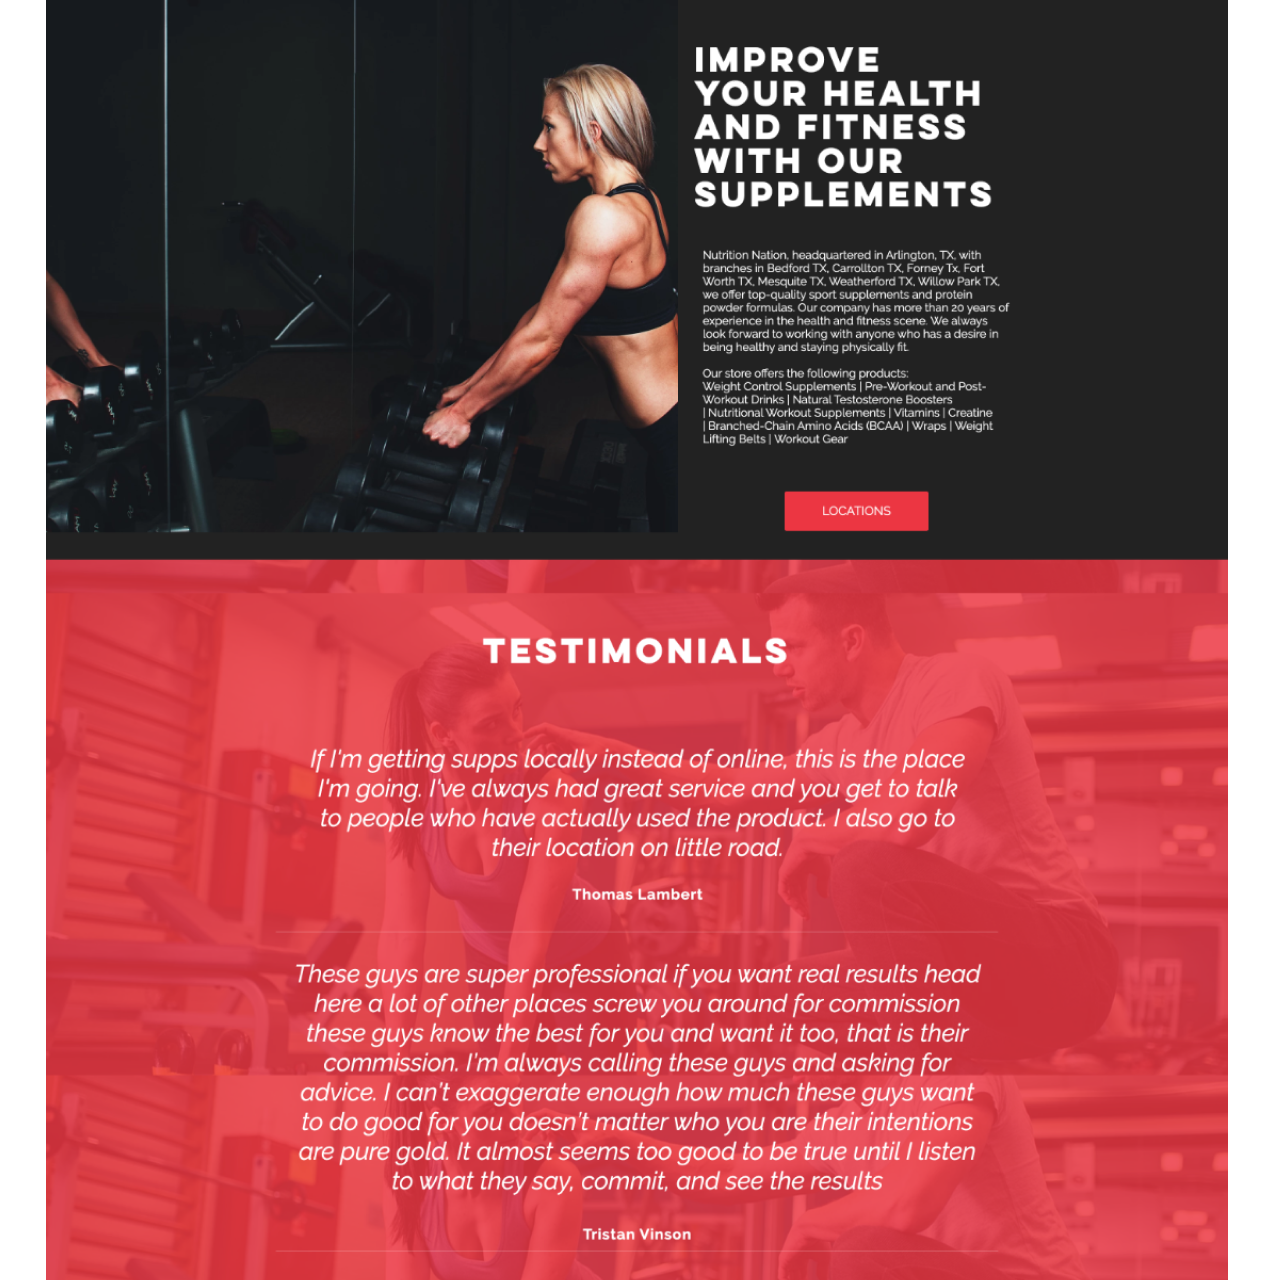 IMPROVE
YOUR HEALTH
AND FITNESS
WITH OUR
SUPPLEMENTS
Nutrition Nation, headquartered in Arlington, TX, with
branches in Bedford TX, Carrollton TX, Forney Tx, Fort
Worth TX, Mesquite TX, Weatherford TX, Willow Park TX,
we offer top-quality sport supplements and protein
powder formulas. Our company has more than 20 years of
experience in the health and fitness scene. We always
look forward to working with anyone who has a desire in
being healthy and staying physically fit.
Our store offers the following products:
Weight Control Supplements | Pre-Workout and Post-
Workout Drinks | Natural Testosterone Boosters
| Nutritional Workout Supplements | Vitamins | Creatine
| Branched-Chain Amino Acids (BCAA) | Wraps | Weight
Lifting Belts | Workout Gear
LOCATIONS
TESTIMONIALS
If I'm getting supps locally instead of online, this is the place
I'm going. I've always had great service and you get to talk
to people who have actually used the product. I also go to
their location on little road.
Thomas Lambert
These guys are super professional if you want real results head
here a lot of other places screw you around for commission
these guys know the best for you and want it too, that is their
commission. I'm always calling these guys and asking for
advice. I can't exaggerate enough how much these guys want
to do good for you doesn't matter who you are their intentions
are pure gold. It almost seems too good to be true until I listen
to what they say, commit, and see the results
Tristan Vinson